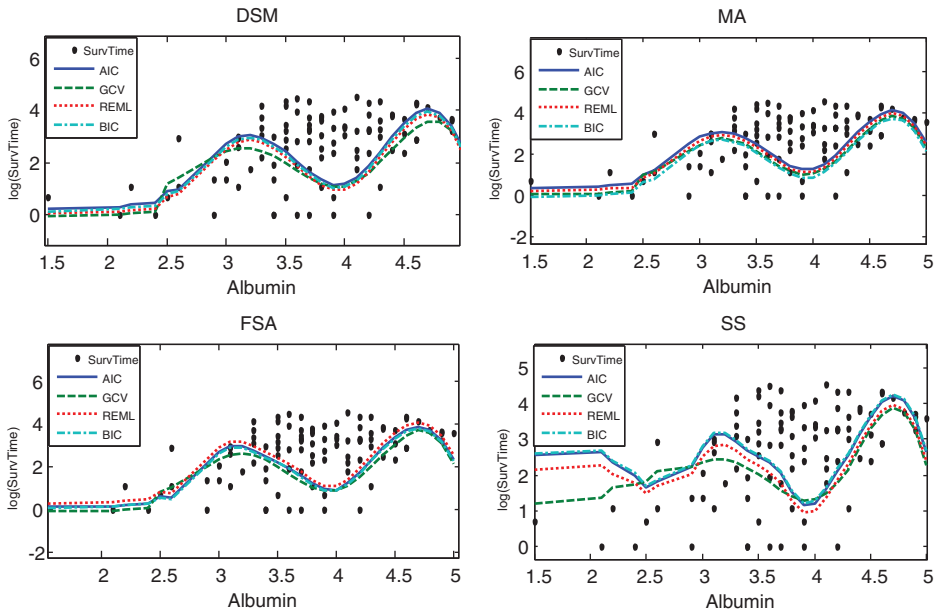 DSM
SurvTime
AIC
GCV
REML
BIC
log(SurvTime)
6
4
2
0
1.5 2 2.5 3 3.5 4 4.5
Albumin
MA
SurvTime
AIC
GCV
REML
BIC
log(SurvTime)
6
4
2
0
-2
1.5 2 2.5 3 3.5 4 4.5 5
Albumin
FSA
SurvTime
AIC
GCV
REML
BIC
log(SurvTime)
6
4
2
0
-2
2 2.5 3 3.5 4 4.5 5
Albumin
SS
SurvTime
AIC
GCV
REML
BIC
log(SurvTime)
5
4
3
2
1
0
1.5 2 2.5 3 3.5 4 4.5 5
Albumin